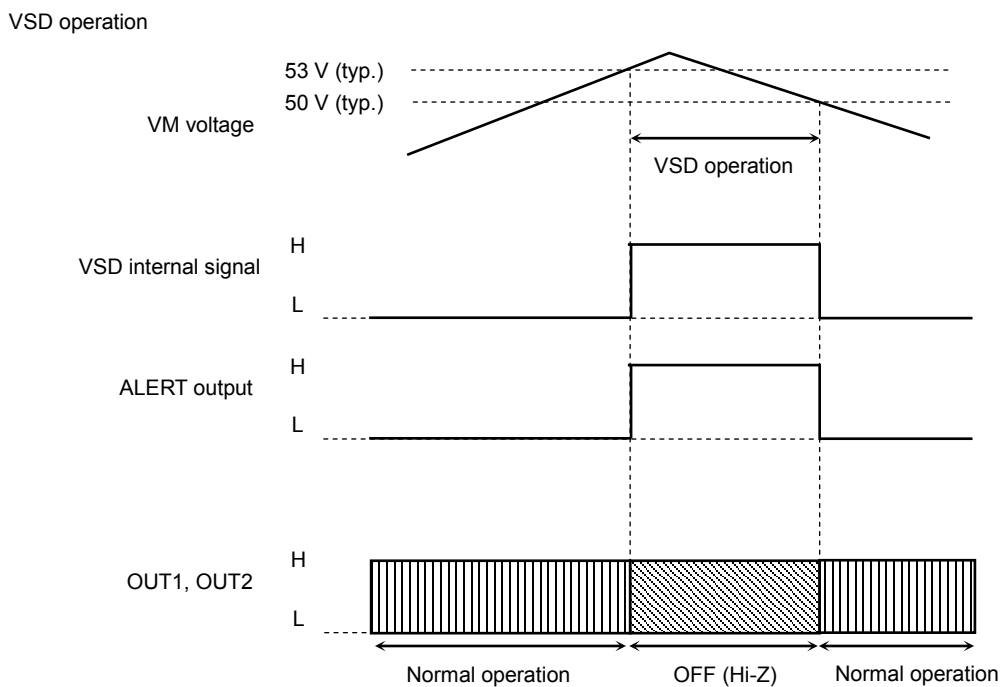 VSD operation
53 V (typ.)
50 V (typ.)
VM voltage
VSD operation
H
VSD internal signal
L
H
ALERT output
L
H
OUT1, OUT2
L
Normal operation
OFF (Hi-Z)
Normal operation